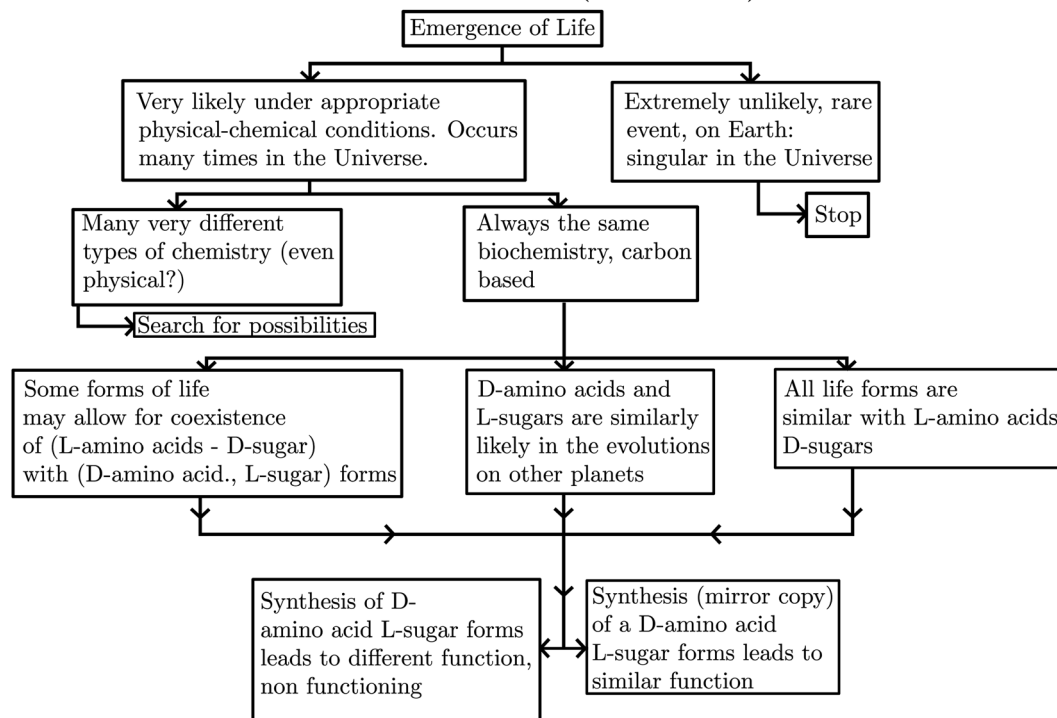 Emergence of Life
Very likely under appropriate
physical-chemical conditions. Occurs
many times in the Universe.
Extremely unlikely, rare
event, on Earth:
singular in the Universe
Stop
Many very different
types of chemistry (even
physical?)
Always the same
biochemistry, carbon
based
Search for possibilities
Some forms of life
may allow for coexistence
of (L-amino acids - D-sugar)
with (D-amino acid., L-sugar) forms
D-amino acids and
L-sugars are similarly
likely in the evolutions
on other planets
All life forms are
similar with L-amino acids
D-sugars
Synthesis of D-
amino acid L-sugar forms
leads to different function,
non functioning
Synthesis (mirror copy)
of a D-amino acid
L-sugar forms leads to
similar function